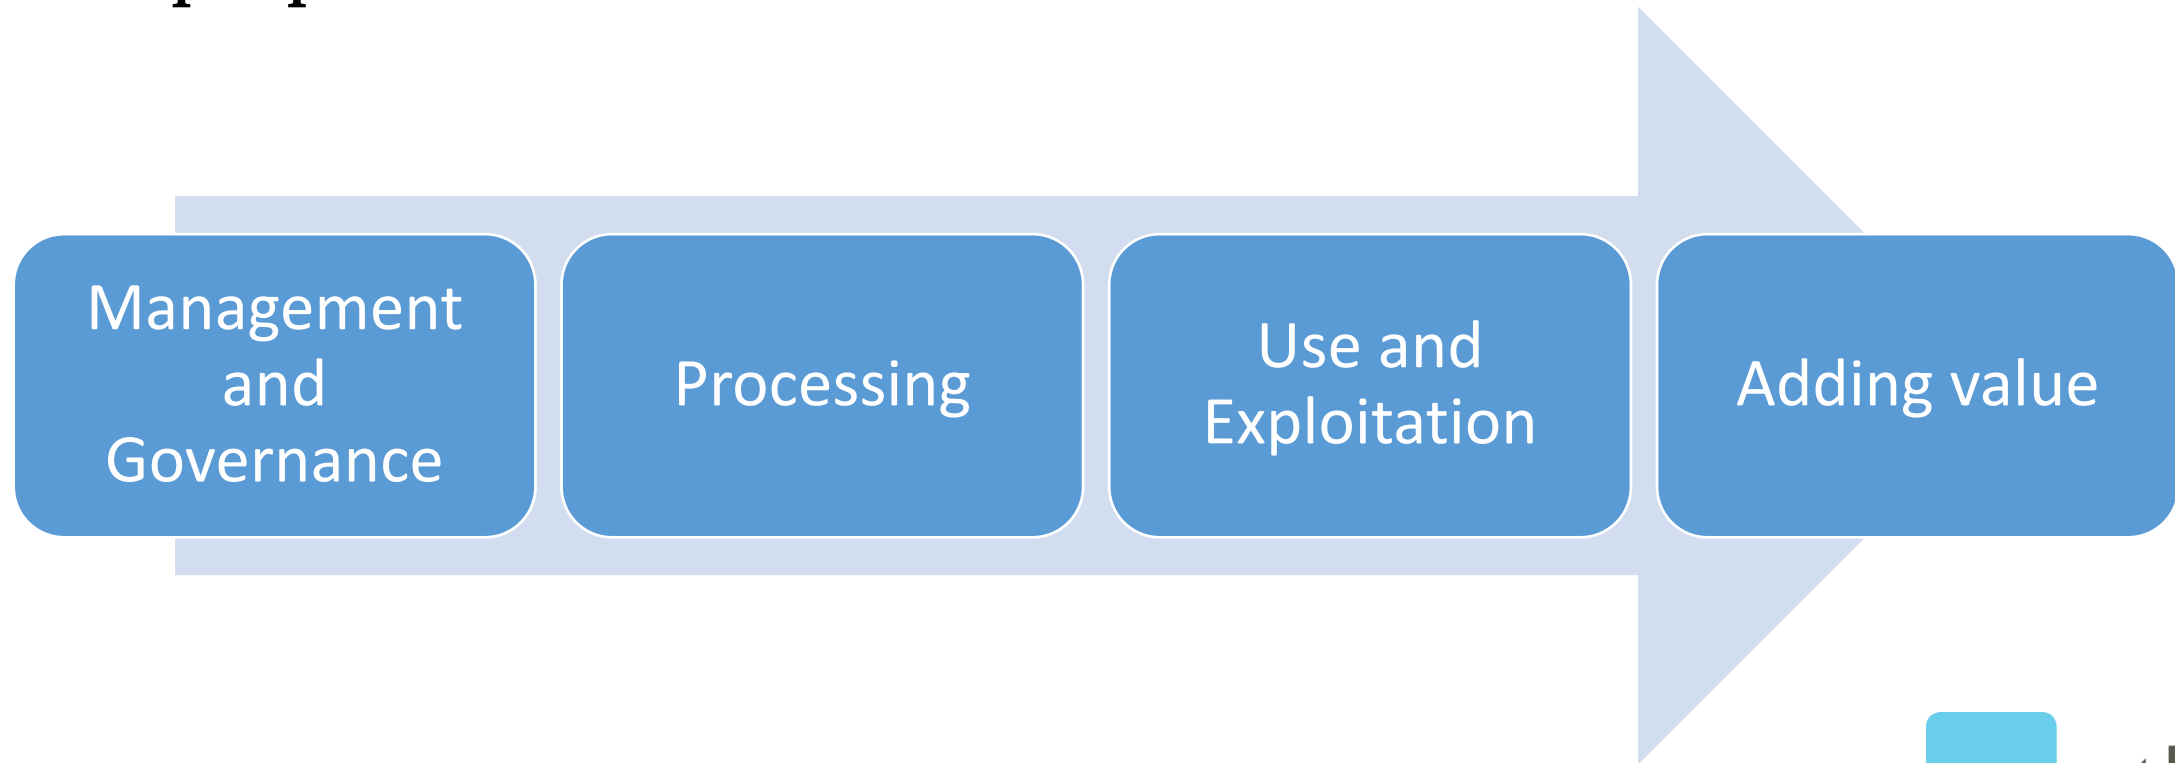 Management
and
Governance
Processing
Use and
Exploitation
Adding value